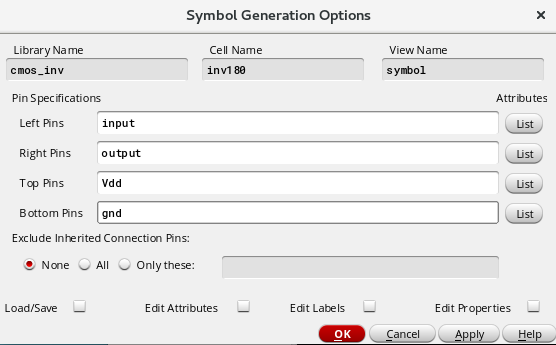 Symbol Generation Options
Library Name Cell Name View Name
cmos_inv inv180 symbol
Pin Specifications Attributes
Left Pins input List
Right Pins output List
Top Pins Vdd List
Bottom Pins gnd List
Exclude Inherited Connection Pins:
None All Only these:
Load/Save Edit Attributes Edit Labels Edit Properties
OK Cancel Apply Help